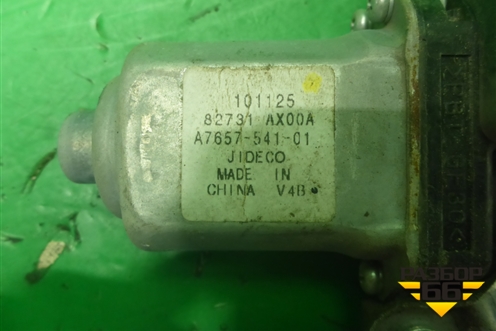 101125
82731 AX00A
A7657-541-01
JIDECO
MADE IN
CHINA V4B
РАЗБОР
66